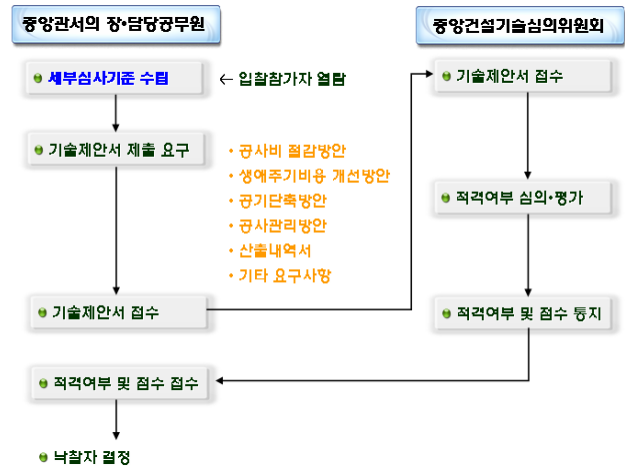 중앙관서의 장•담당공무원
세부심사기준 수립
← 입찰참가자 열람
기술제안서 제출 요구
• 공사비 절감방안
• 생애주기비용 개선방안
• 공기단축방안
• 공사관리방안
• 산출내역서
• 기타 요구사항
기술제안서 접수
적격여부 및 점수 접수
낙찰자 결정
중앙건설기술심의위원회
기술제안서 접수
적격여부 심의•평가
적격여부 및 점수 통지